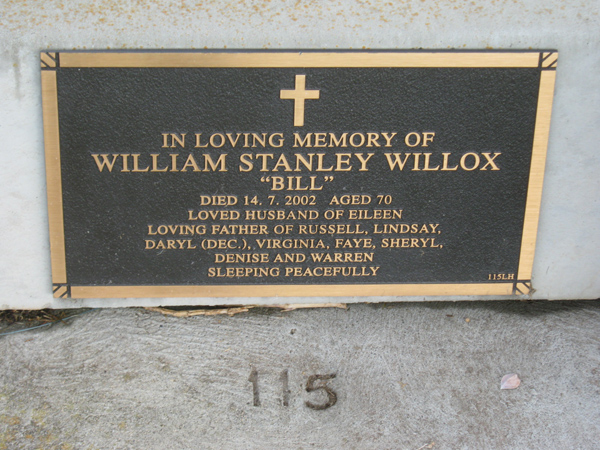 IN LOVING MEMORY OF
WILLIAM STANLEY WILLOX
"BILL"
DIED 14. 7. 2002 AGED 70
LOVED HUSBAND OF EILEEN
LOVING FATHER OF RUSSELL, LINDSAY,
DARYL (DEC.), VIRGINIA, FAYE, SHERYL,
DENISE AND WARREN
SLEEPING PEACEFULLY
115LH
115